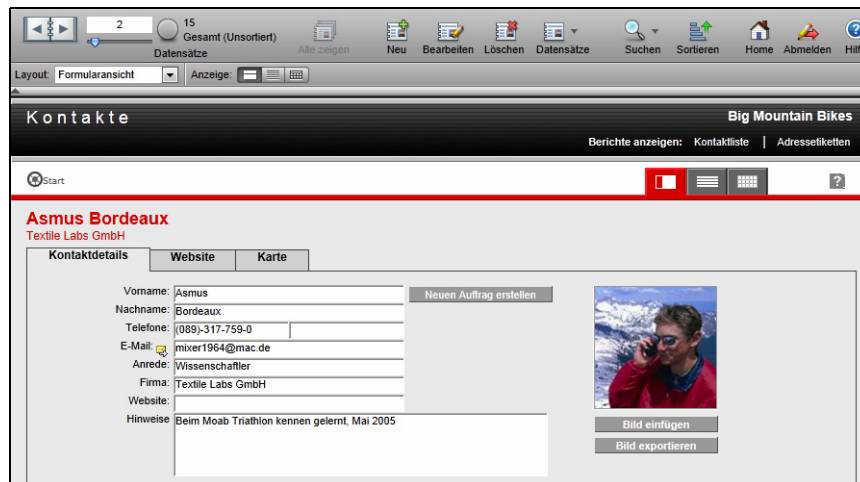 2
15
Gesamt (Unsortiert)
Datensätze
Alle zeigen
Neu
Bearbeiten
Löschen
Datensätze
Suchen
Sortieren
Home
Abmelden
Layout: Formularansicht
Anzeige:
Kontakte
Big Mountain Bikes
Berichte anzeigen: Kontaktliste | Adressetiketten
Start
?
Asmus Bordeaux
Textile Labs GmbH
Kontaktdetails
Website
Karte
Vorname: Asmus
Neuen Auftrag erstellen
Nachname: Bordeaux
Telefone: (089)-317-759-0
E-Mail: mixer1964@mac.de
Anrede: Wissenschaftler
Firma: Textile Labs GmbH
Website:
Hinweise Beim Moab Triathlon kennen gelernt, Mai 2005
Bild einfügen
Bild exportieren